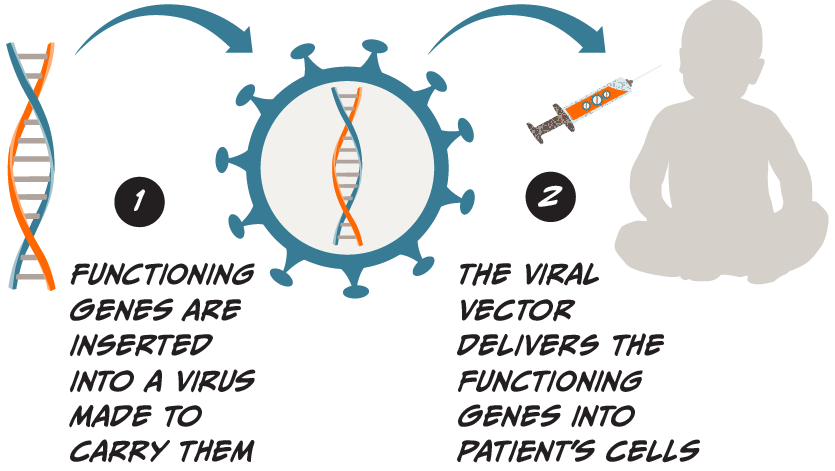 1
FUNCTIONING
GENES ARE
INSERTED
INTO A VIRUS
MADE TO
CARRY THEM
2
THE VIRAL
VECTOR
DELIVERS THE
FUNCTIONING
GENES INTO
PATIENT'S CELLS